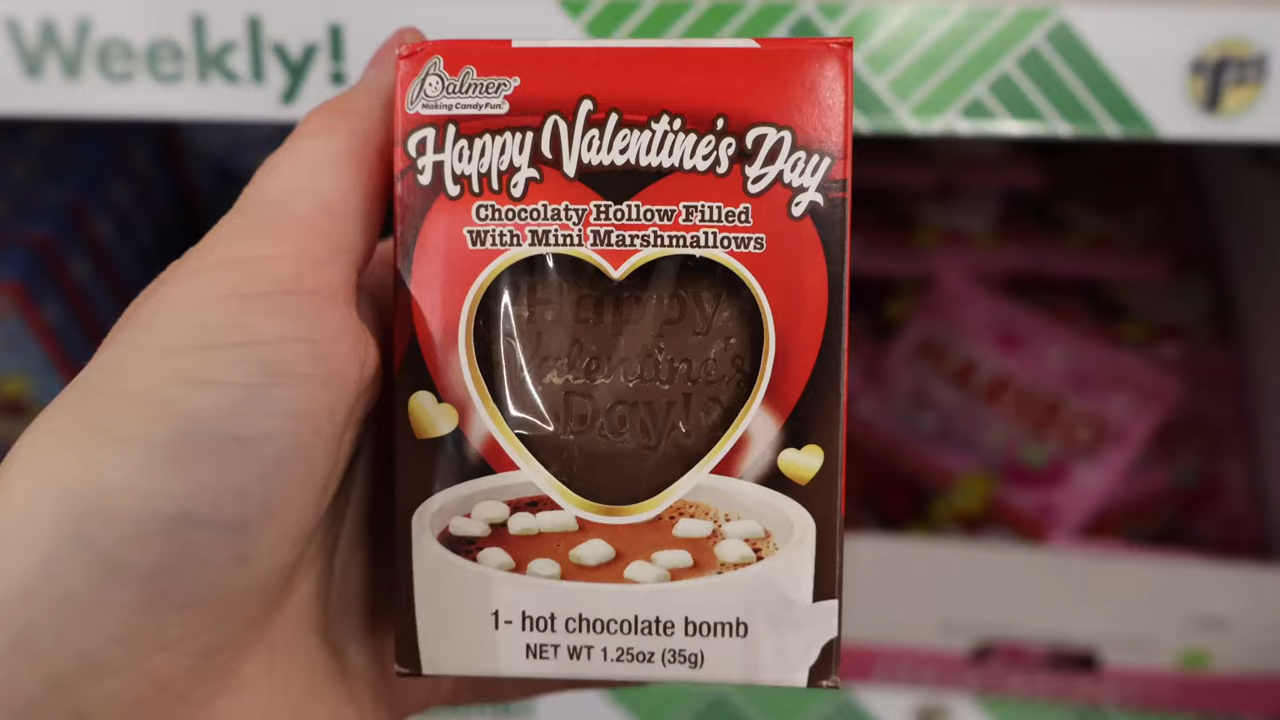 Weekly!
Palmer®
Making Candy Fun.®
Happy Valentine's Day
Chocolaty Hollow Filled
With Mini Marshmallows
Happy
Valentine's
Day!
1- hot chocolate bomb
NET WT 1.25oz (35g)